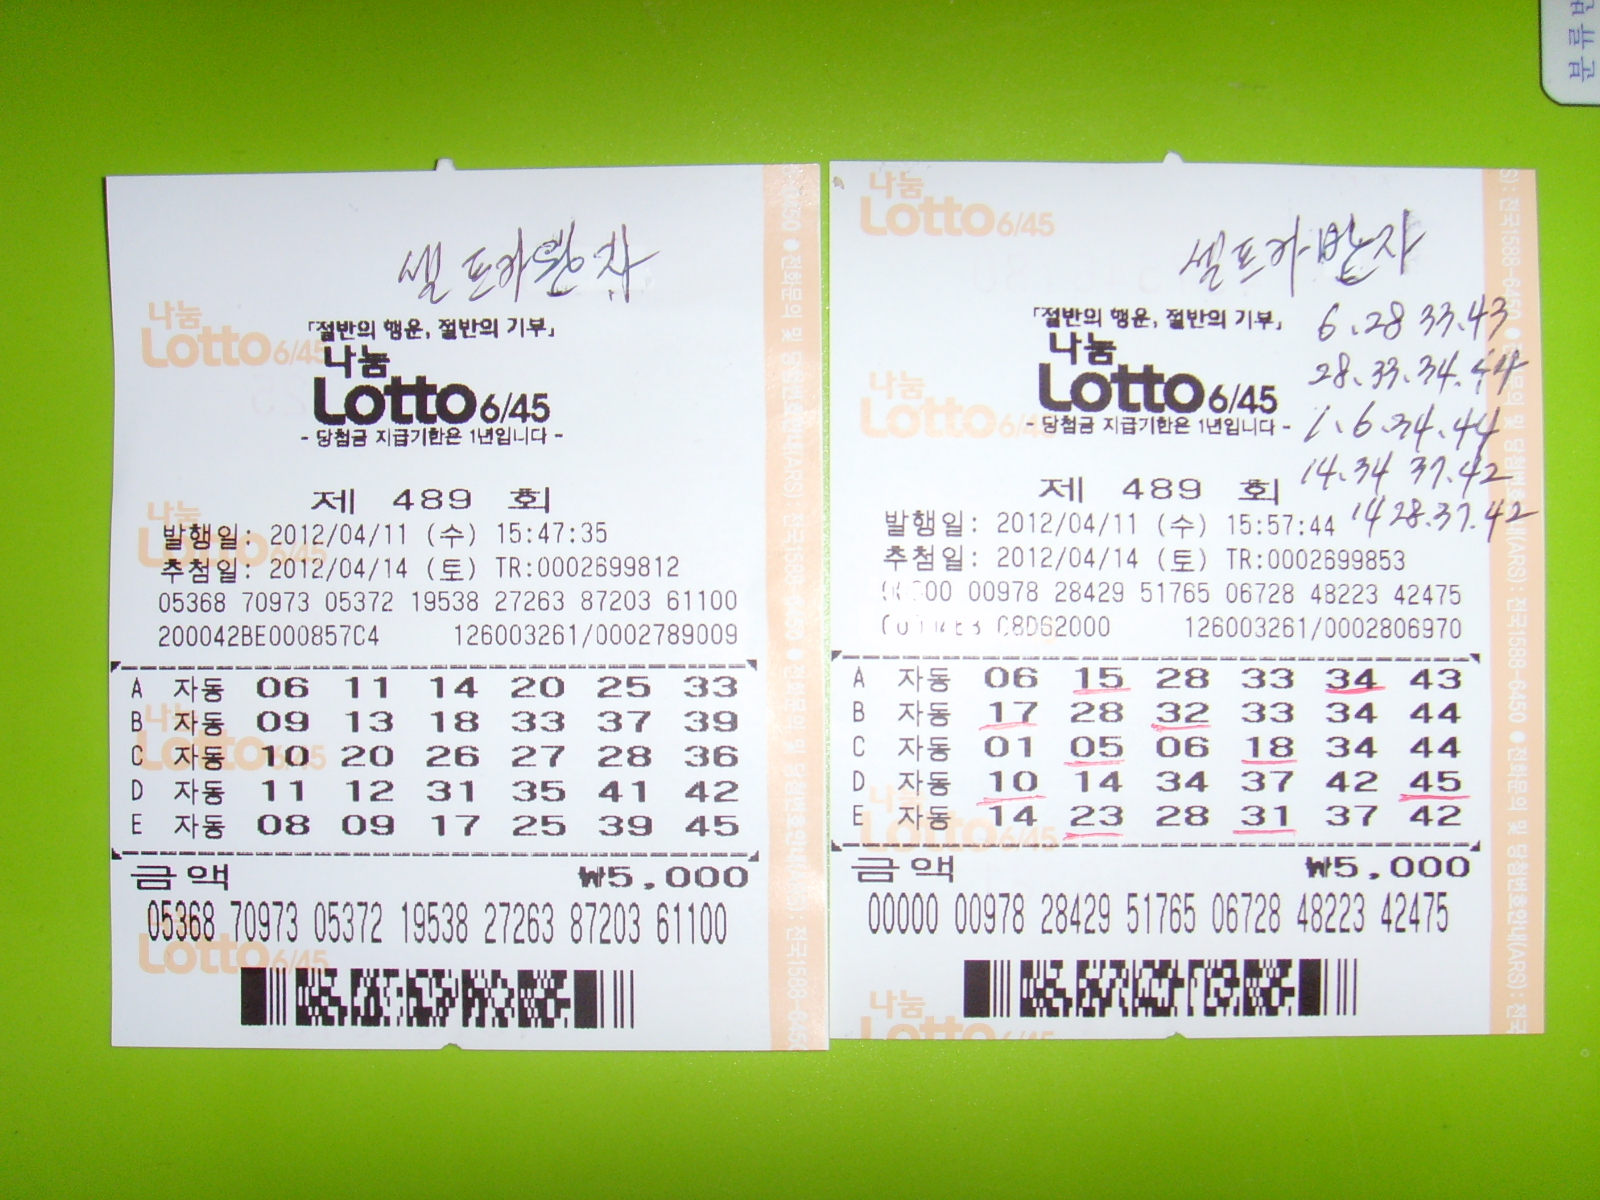 셀프카
「절반의 행운, 절반의 기부」
나눔
Lotto 6/45
- 당첨금 지급기한은 1년입니다 -
제 489 회
발행일: 2012/04/11 (수) 15:47:35
추첨일: 2012/04/14 (토) TR:0002699812
05368 70973 05372 19538 27263 87203 61100
200042BE000857C4 126003261/0002789009
A 자동 06 11 14 20 25 33
B 자동 09 13 18 33 37 39
C 자동 10 20 26 27 28 36
D 자동 11 12 31 35 41 42
E 자동 08 09 17 25 39 45
금액 ₩5,000
05368 70973 05372 19538 27263 87203 61100
나눔
Lotto 6/45
셀프카
「절반의 행운, 절반의 기부」
나눔
Lotto 6/45
- 당첨금 지급기한은 1년입니다 -
6.28 33.43
28.33.34.44
1.6.34.44
14.34 37.42
14 28.37.42
제 489 회
발행일: 2012/04/11 (수) 15:57:44
추첨일: 2012/04/14 (토) TR:0002699853
00978 28429 51765 06728 48223 42475
C8D62000 126003261/0002806970
A 자동 06 15 28 33 34 43
B 자동 17 28 32 33 34 44
C 자동 01 05 06 18 34 44
D 자동 10 14 34 37 42 45
E 자동 14 23 28 31 37 42
금액 ₩5,000
00000 00978 28429 51765 06728 48223 42475